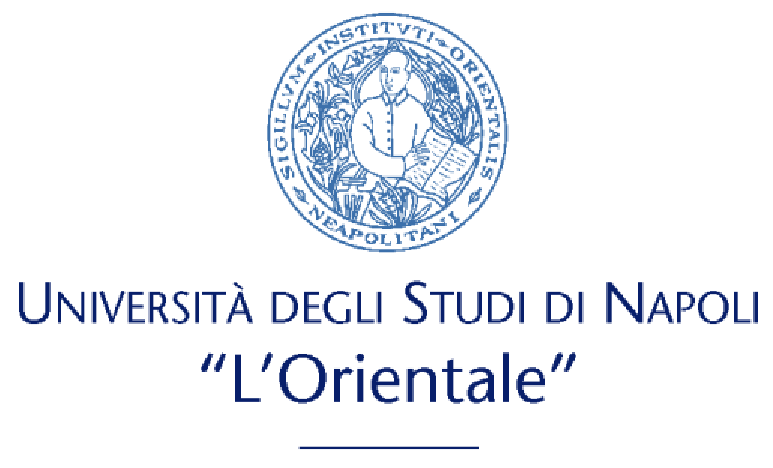 SIGILLVM INSTITVTI ORIENTALIS
NEAPOLITANI
UNIVERSITÀ DEGLI STUDI DI NAPOLI
“L’Orientale”